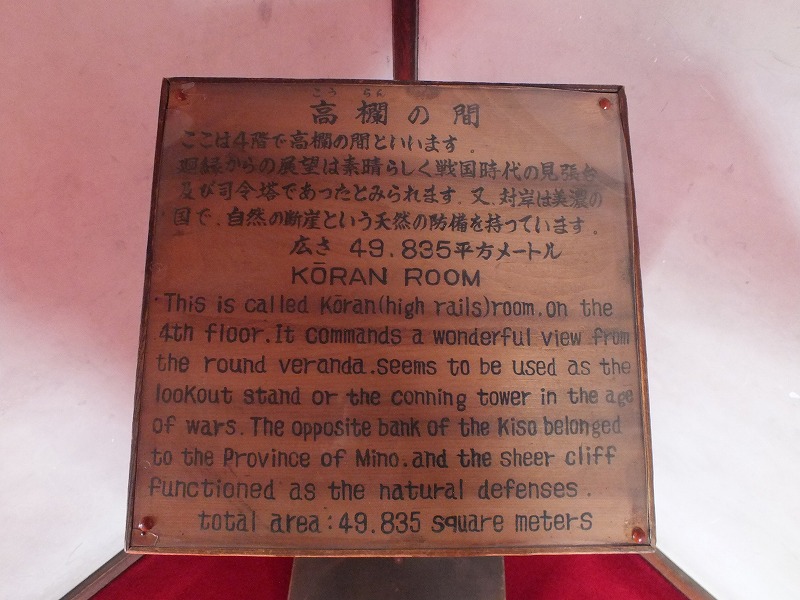 こう らん
高欄の間
ここは4階で高欄の間といいます。
廻縁からの展望は素晴らしく戦国時代の見張台
及び司令塔であったとみられます。又、対岸は美濃の
国で、自然の断崖という天然の防備を持っています。
広さ 49.835平方メートル
KŌRAN ROOM
This is called Kōran(high rails)room.on the
4th floor.It commands a wonderful view from
the round veranda.seems to be used as the
lookout stand or the conning tower in the age
of wars.The opposite bank of the Kiso belonged
to the Province of Mino.and the sheer cliff
functioned as the natural defenses.
total area:49.835 square meters